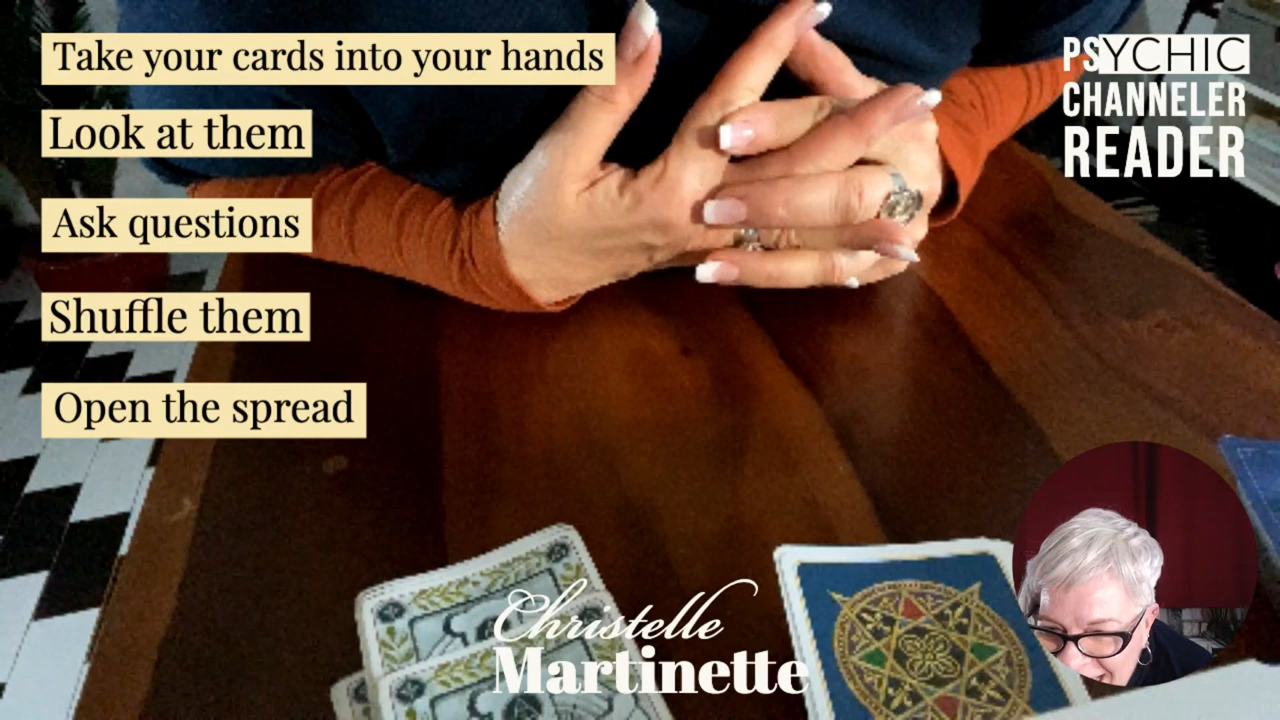 Take your cards into your hands
Look at them
Ask questions
Shuffle them
Open the spread
PSYCHIC
CHANNELER
READER
Christelle
Martinette